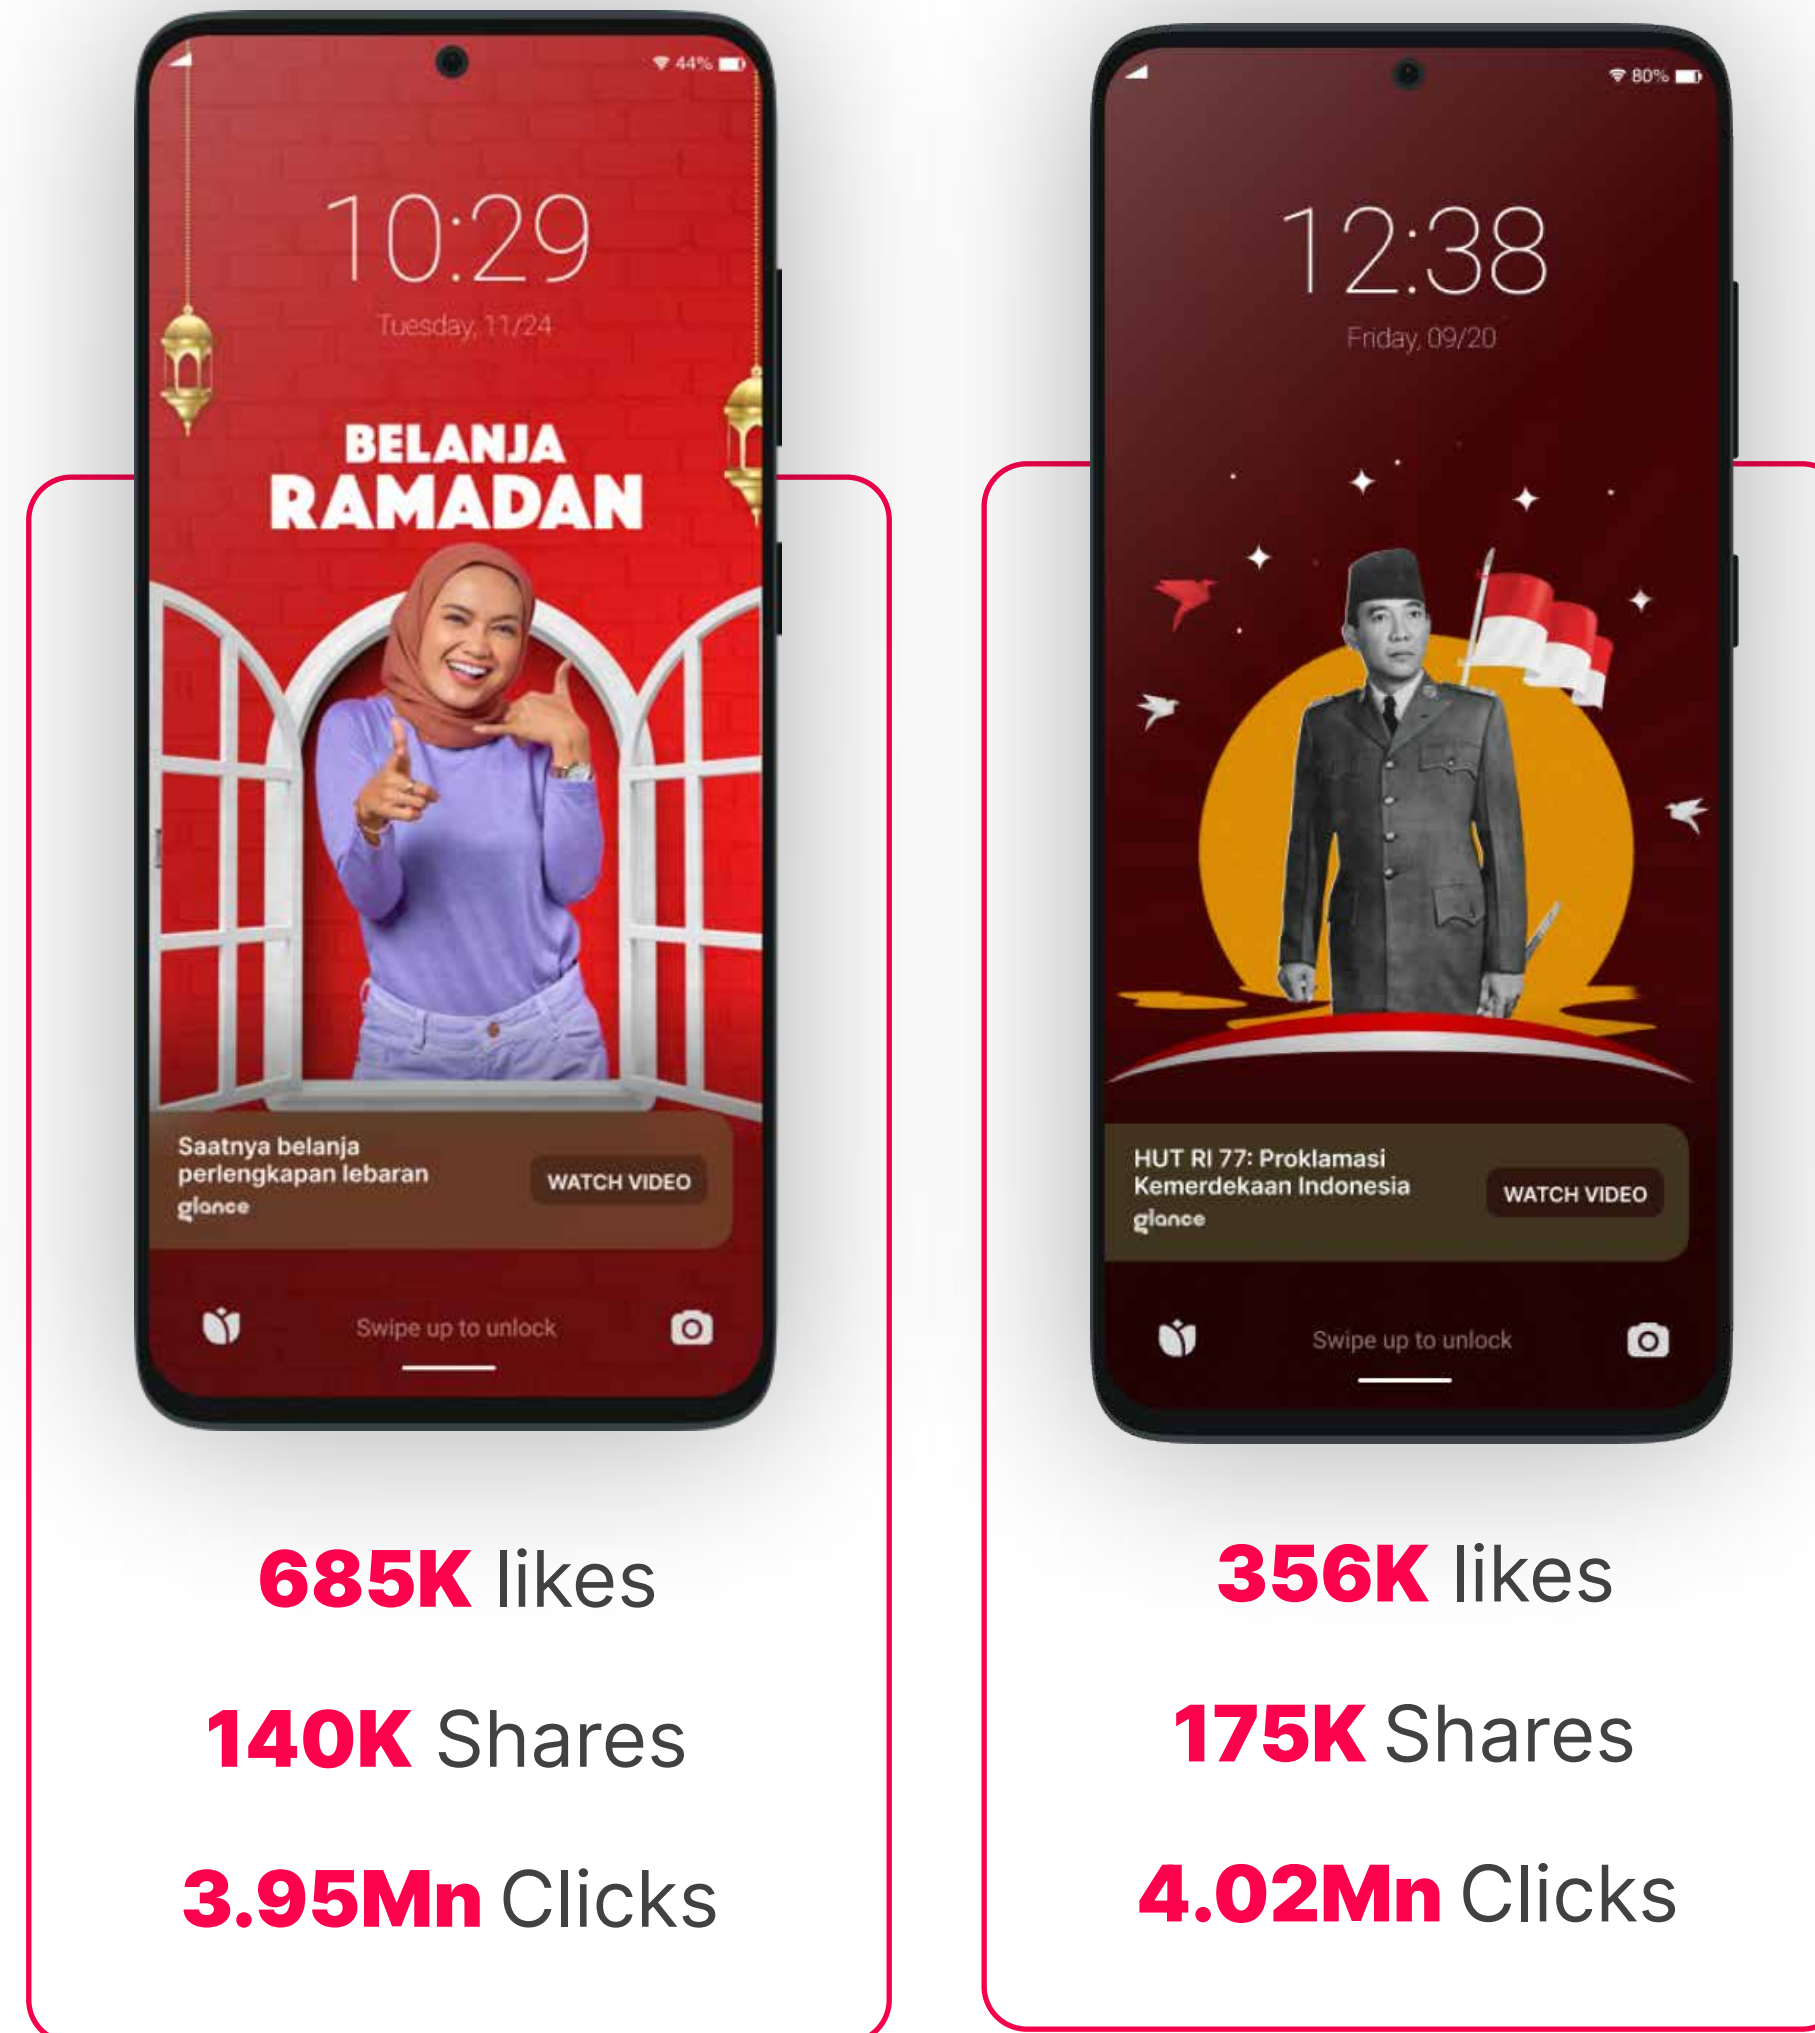 44%
10:29
Tuesday, 11/24
BELANJA
RAMADAN
Saatnya belanja
perlengkapan lebaran
glance
WATCH VIDEO
Swipe up to unlock
685K likes
140K Shares
3.95Mn Clicks
80%
12:38
Friday, 09/20
HUT RI 77: Proklamasi
Kemerdekaan Indonesia
glance
WATCH VIDEO
Swipe up to unlock
356K likes
175K Shares
4.02Mn Clicks